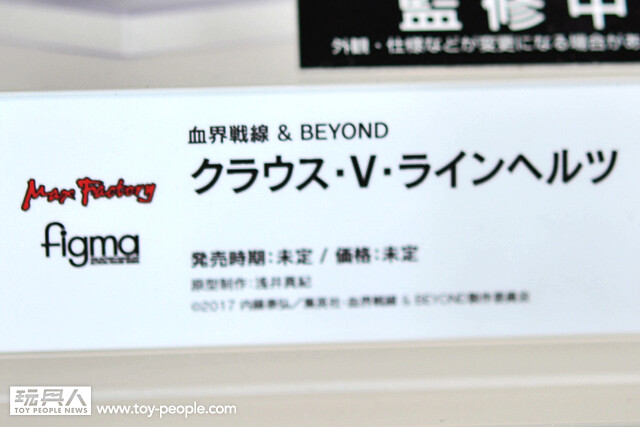 監修中
外観・仕様などが変更になる場合があ
血界戦線 & BEYOND
クラウス・V・ラインヘルツ
Max Factory
figma
発売時期：未定 / 価格：未定
原型制作：浅井真紀
©2017 内藤泰弘／集英社・血界戦線 & BEYOND製作委員会
玩具人
TOY PEOPLE NEWS
www.toy-people.com